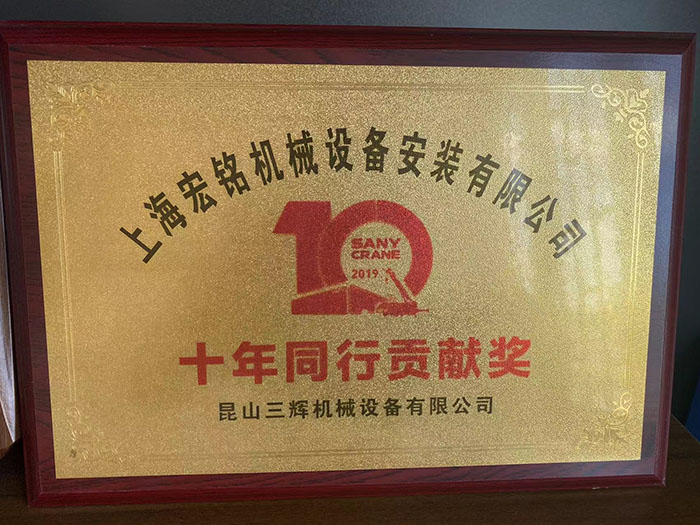 上海宏铭机械设备安装有限公司
10
SANY
CRANE
2019
十年同行贡献奖
昆山三辉机械设备有限公司